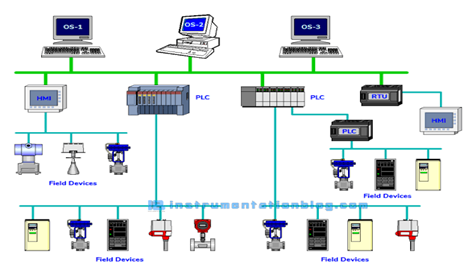 OS-1
OS-2
OS-3
HMI
PLC
PLC
RTU
HMI
PLC
Field Devices
Field Devices
instrumentationblog.com
Field Devices
Field Devices